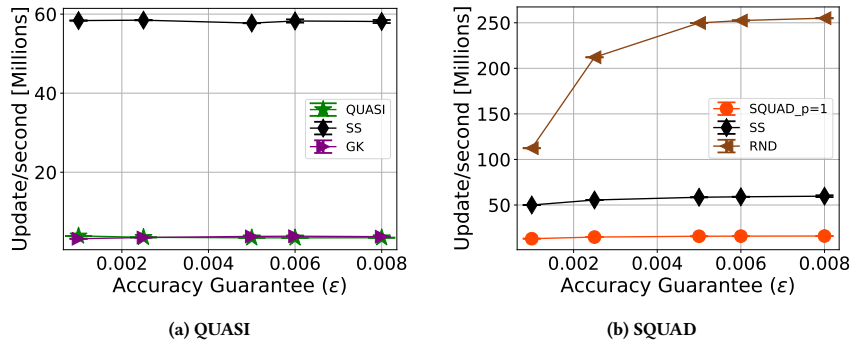 Update/second [Millions]
60
40
20
QUASI
SS
GK
0.002 0.004 0.006 0.008
Accuracy Guarantee (ε)
(a) QUASI
Update/second [Millions]
250
200
150
100
50
SQUAD_p=1
SS
RND
0.002 0.004 0.006 0.008
Accuracy Guarantee (ε)
(b) SQUAD